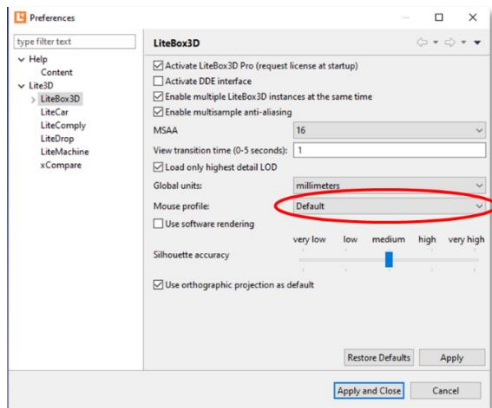 Preferences
type filter text
Help
Content
Lite3D
LiteBox3D
LiteCar
LiteComply
LiteDrop
LiteMachine
xCompare
LiteBox3D
Activate LiteBox3D Pro (request license at startup)
Activate DDE interface
Enable multiple LiteBox3D instances at the same time
Enable multisample anti-aliasing
MSAA 16
View transition time (0-5 seconds): 1
Load only highest detail LOD
Global units: millimeters
Mouse profile: Default
Use software rendering
very low low medium high very high
Silhouette accuracy
Use orthographic projection as default
Restore Defaults Apply
Apply and Close Cancel